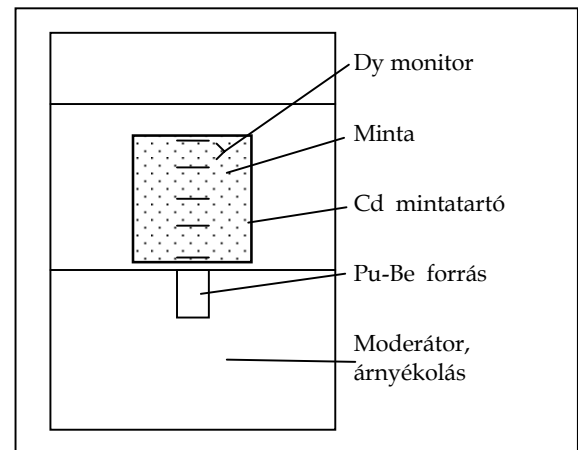 Dy monitor
Minta
Cd mintatartó
Pu-Be forrás
Moderátor,
árnyékolás